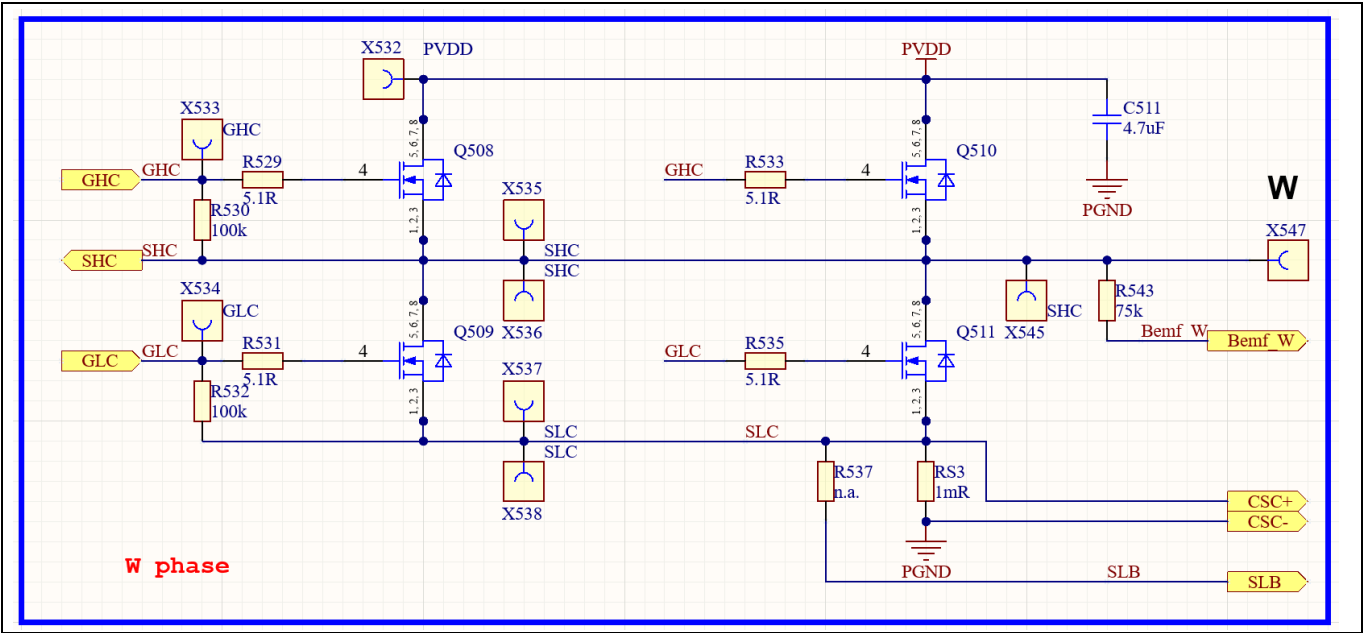 X532 PVDD PVDD
X533
GHC
C511
4.7uF
5, 6, 7, 8
5, 6, 7, 8
GHC GHC R529 4 Q508 GHC R533 4 Q510
5.1R 5.1R
R530
100k
X535
1, 2, 3
1, 2, 3
PGND
W
X547
SHC SHC SHC
SHC
X534
GLC
X536
5, 6, 7, 8
5, 6, 7, 8
X545 SHC
R543
75k
Bemf_W Bemf_W
GLC GLC R531 4 Q509 GLC R535 4 Q511
5.1R 5.1R
R532
100k
X537
1, 2, 3
1, 2, 3
SLC SLC
SLC
X538
R537
n.a.
RS3
1mR
CSC+
CSC-
PGND SLB SLB
W phase